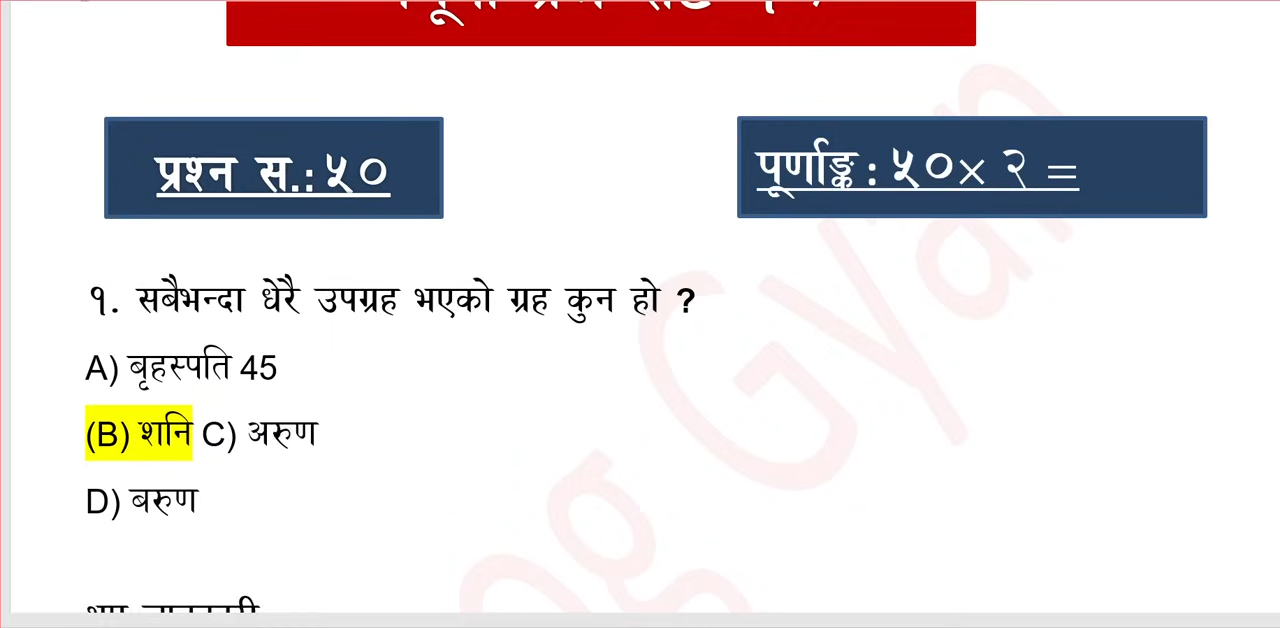 प्रश्न स.: ५०
पूर्णाङ्क : ५०× २ =
१. सबैभन्दा धेरै उपग्रह भएको ग्रह कुन हो ?
A) बृहस्पति 45
(B) शनि C) अरुण
D) बरुण